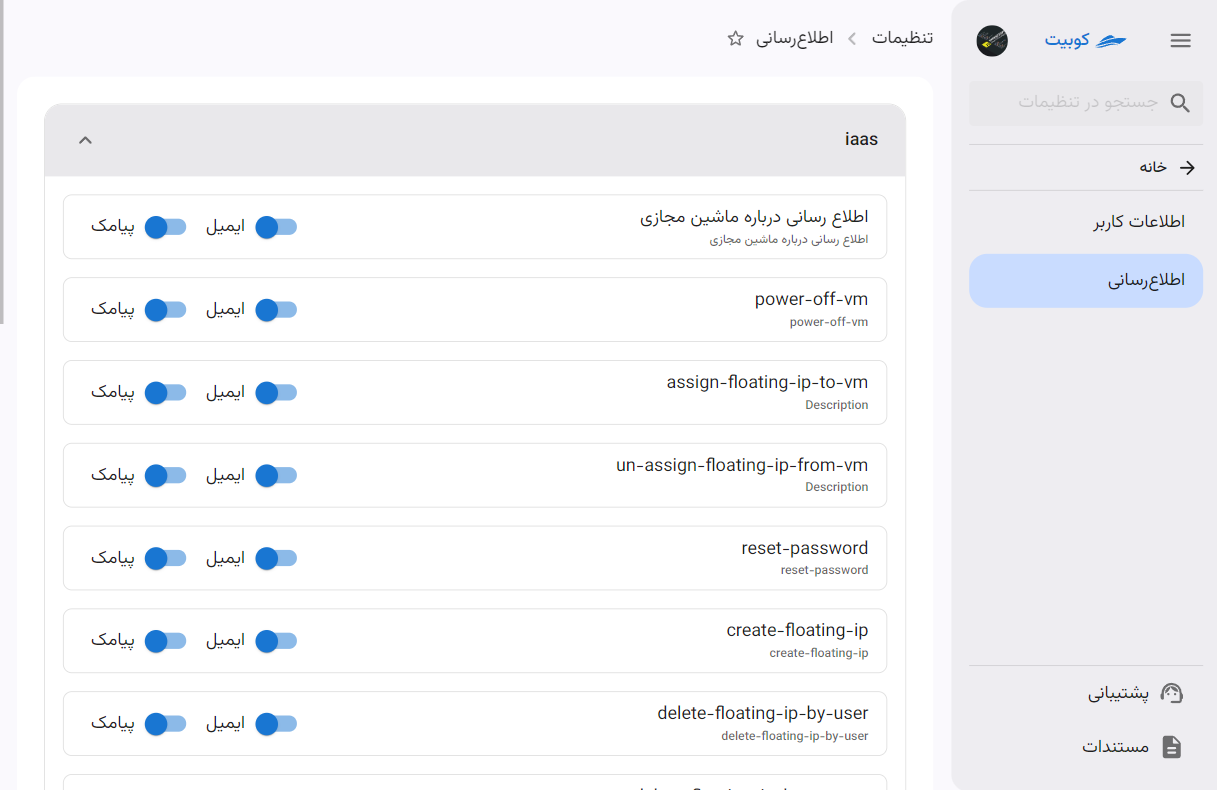 کوبیت
جستجو در تنظیمات
خانه
اطلاعات کاربر
اطلاع‌رسانی
پشتیبانی
مستندات
تنظیمات
اطلاع‌رسانی
iaas
اطلاع رسانی درباره ماشین مجازی
اطلاع رسانی درباره ماشین مجازی
ایمیل
پیامک
power-off-vm
power-off-vm
ایمیل
پیامک
assign-floating-ip-to-vm
Description
ایمیل
پیامک
un-assign-floating-ip-from-vm
Description
ایمیل
پیامک
reset-password
reset-password
ایمیل
پیامک
create-floating-ip
create-floating-ip
ایمیل
پیامک
delete-floating-ip-by-user
delete-floating-ip-by-user
ایمیل
پیامک